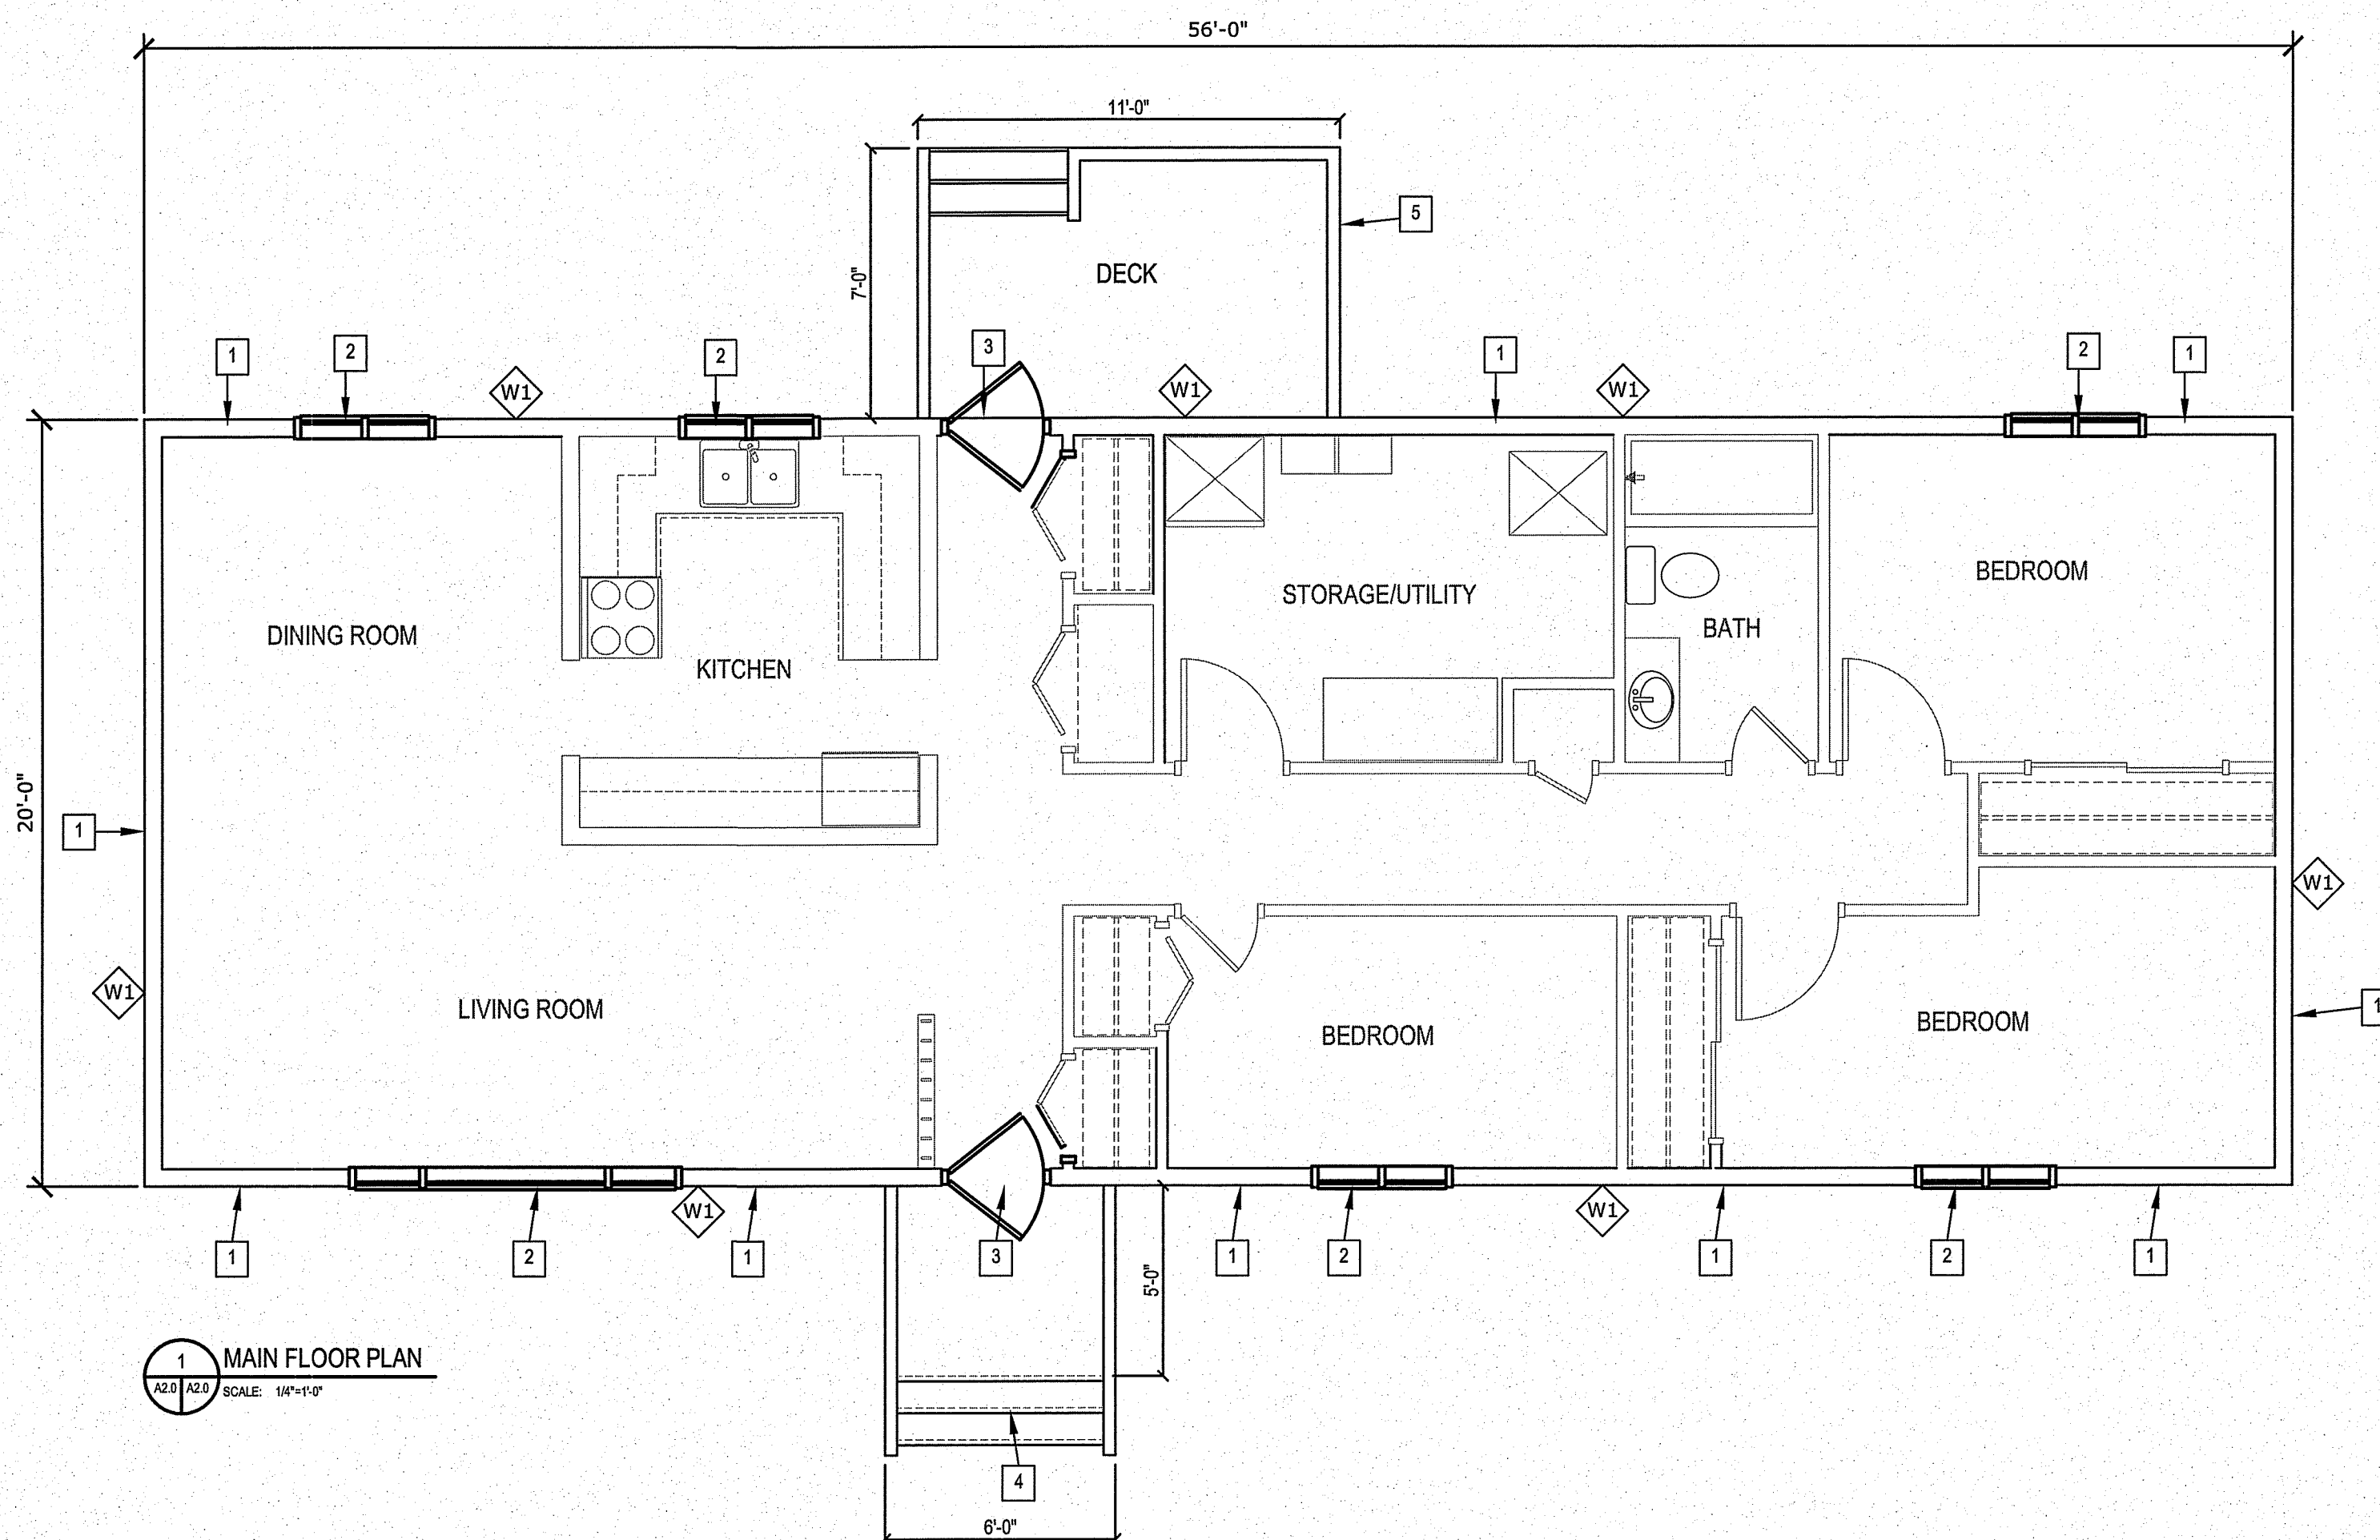 56'-0"
11'-0"
5
7'-0"
DECK
1
2
W1
2
3
W1
1
W1
2
1
DINING ROOM
KITCHEN
STORAGE/UTILITY
BATH
BEDROOM
20'-0"
1
W1
W1
LIVING ROOM
BEDROOM
BEDROOM
1
1
2
W1
1
3
5'-0"
1
2
W1
1
2
1
1
MAIN FLOOR PLAN
A2.0
A2.0
SCALE: 1/4"=1'-0"
4
6'-0"